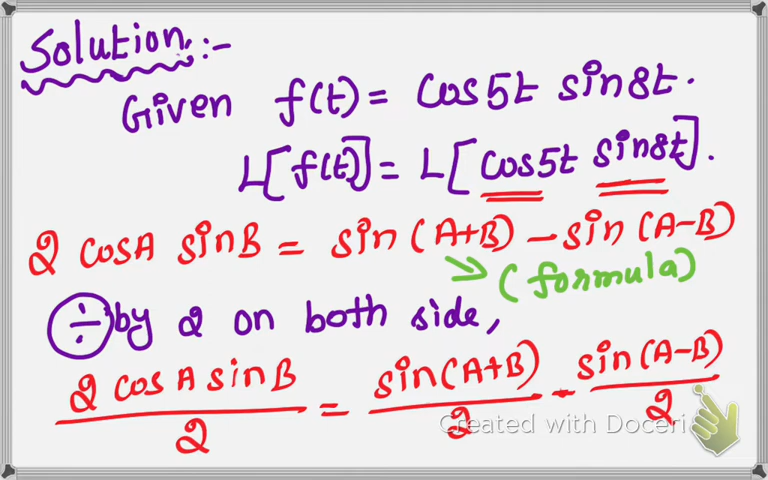 Solution:-
Given f(t) = cos5t sin8t.
L[f(t)] = L[cos5t sin8t].
2 cosA sinB = sin(A+B) - sin(A-B)
(formula)
÷ by 2 on both side,
2 cosA sinB / 2 = sin(A+B) / 2 - sin(A-B) / 2
Created with Doceri